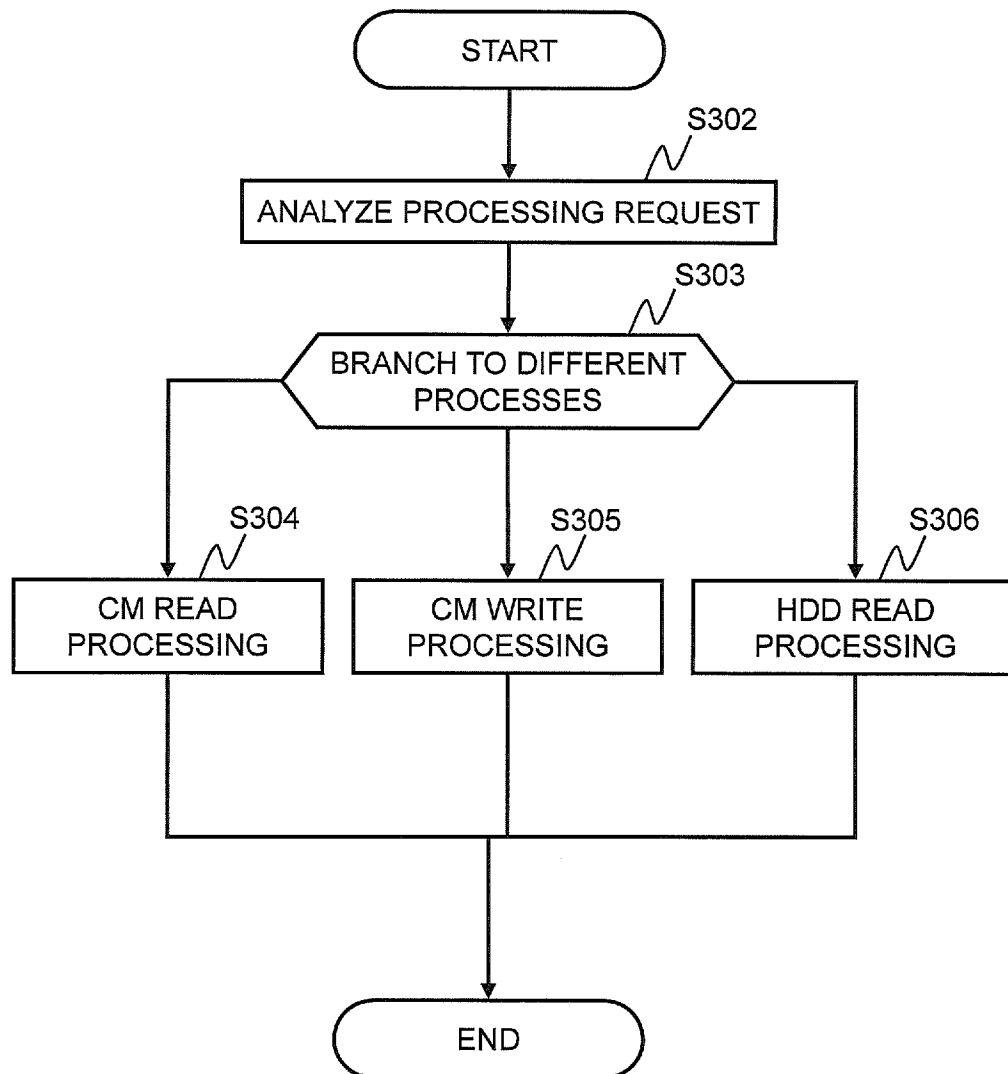 START
S302
ANALYZE PROCESSING REQUEST
S303
BRANCH TO DIFFERENT
PROCESSES
S304
CM READ
PROCESSING
S305
CM WRITE
PROCESSING
S306
HDD READ
PROCESSING
END